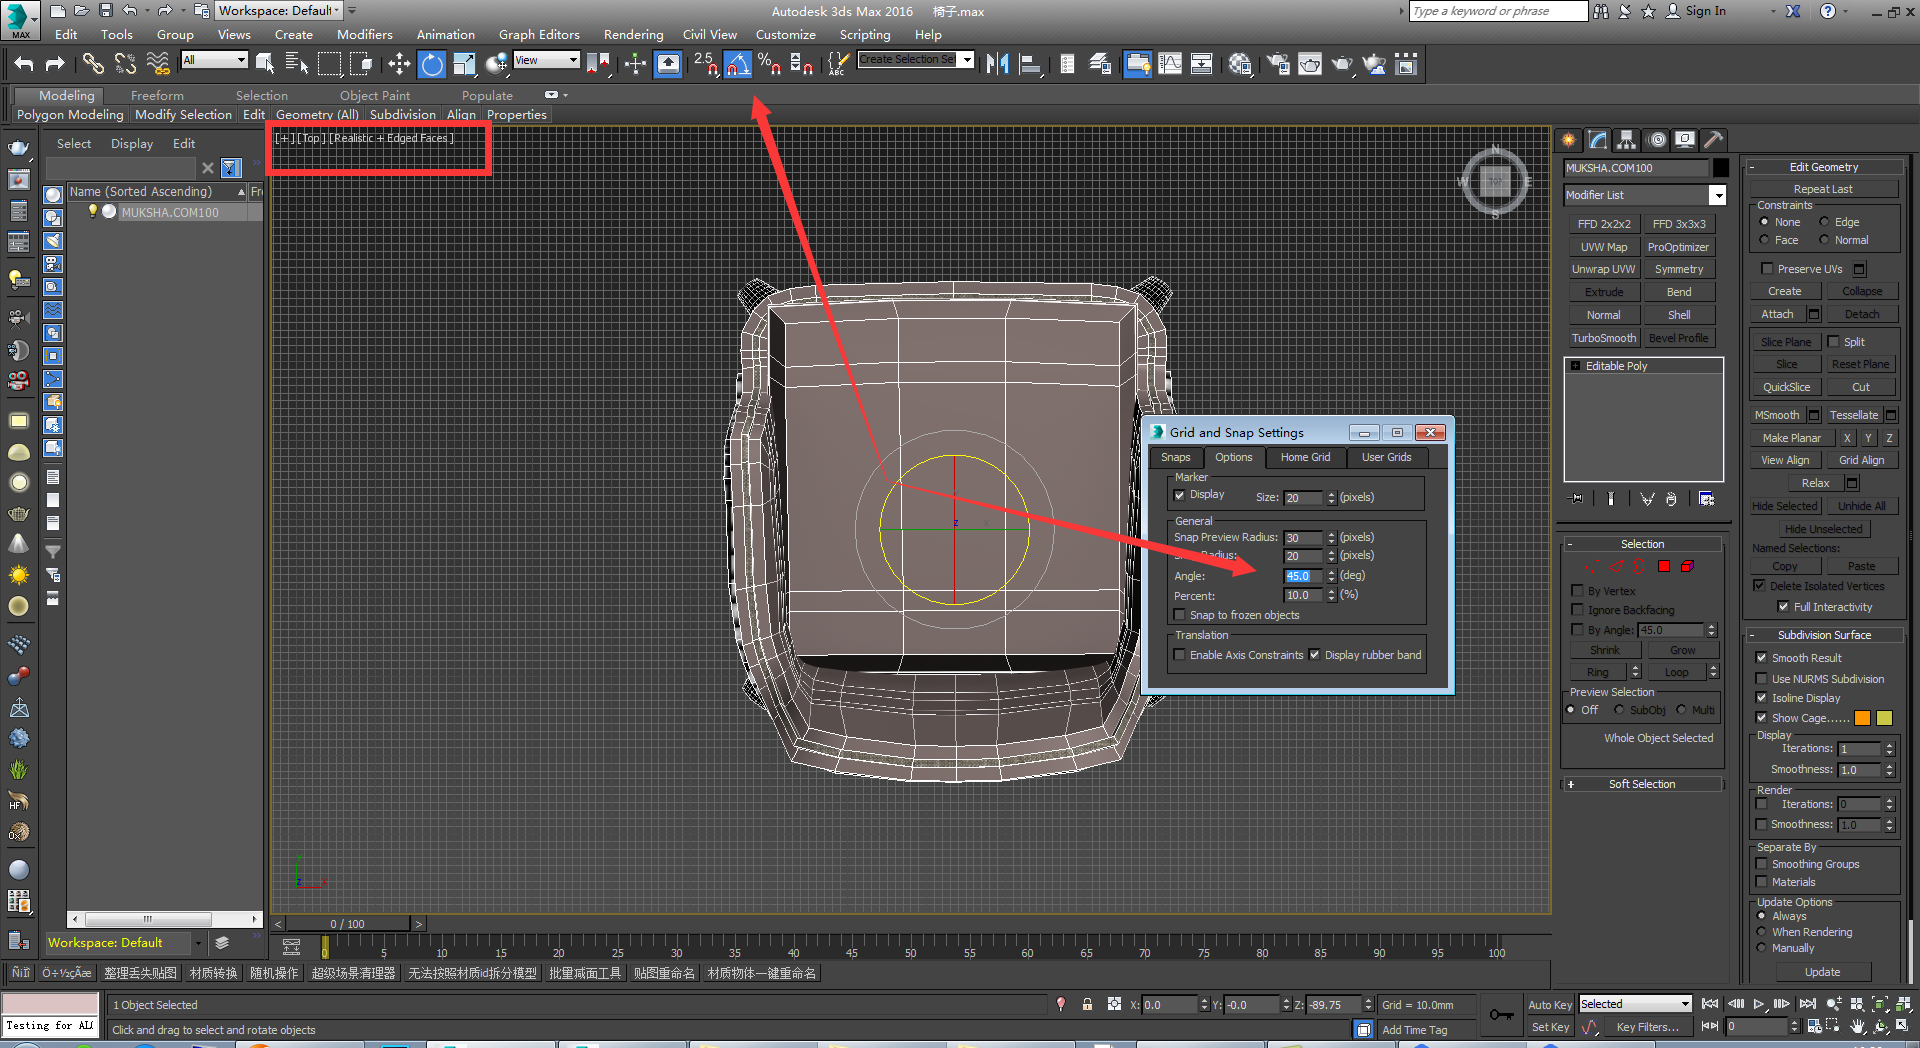 Workspace: Default
Autodesk 3ds Max 2016 椅子.max
Type a keyword or phrase
Sign In
MAX
Edit Tools Group Views Create Modifiers Animation Graph Editors Rendering Civil View Customize Scripting Help
All
View
2.5
%
ABC
Create Selection Se
Modeling Freeform Selection Object Paint Populate
Polygon Modeling Modify Selection Edit Geometry (All) Subdivision Align Properties
Select Display Edit
Name (Sorted Ascending) Fr
MUKSHA.COM100
[+] [Top] [Realistic + Edged Faces]
N
W TOP E
S
Grid and Snap Settings
Snaps Options Home Grid User Grids
Marker
Display Size: 20 (pixels)
General
Snap Preview Radius: 30 (pixels)
Radius: 20 (pixels)
Angle: 45.0 (deg)
Percent: 10.0 (%)
Snap to frozen objects
Translation
Enable Axis Constraints Display rubber band
z x
z x
MUKSHA.COM100
Modifier List
FFD 2x2x2 FFD 3x3x3
UVW Map ProOptimizer
Unwrap UVW Symmetry
Extrude Bend
Normal Shell
TurboSmooth Bevel Profile
Editable Poly
Selection
By Vertex
Ignore Backfacing
By Angle: 45.0
Shrink Grow
Ring Loop
Preview Selection
Off SubObj Multi
Whole Object Selected
Soft Selection
Edit Geometry
Repeat Last
Constraints
None Edge
Face Normal
Preserve UVs
Create Collapse
Attach Detach
Slice Plane Split
Slice Reset Plane
QuickSlice Cut
MSmooth Tessellate
Make Planar X Y Z
View Align Grid Align
Relax
Hide Selected Unhide All
Hide Unselected
Named Selections:
Copy Paste
Delete Isolated Vertices
Full Interactivity
Subdivision Surface
Smooth Result
Use NURMS Subdivision
Isoline Display
Show Cage......
Display
Iterations: 1
Smoothness: 1.0
Render
Iterations: 0
Smoothness: 1.0
Separate By
Smoothing Groups
Materials
Update Options
Always
When Rendering
Manually
Update
HF
0 / 100
Workspace: Default
0 5 10 15 20 25 30 35 40 45 50 55 60 65 70 75 80 85 90 95 100
整理丢失贴图 材质转换 随机操作 超级场景清理器 无法按照材质id拆分模型 批量减面工具 贴图重命名 材质物体一键重命名
1 Object Selected
X: 0.0 Y: -0.0 Z: -89.75 Grid = 10.0mm
Auto Key Selected
Testing for AL
Click and drag to select and rotate objects
Add Time Tag
Set Key Key Filters...
0